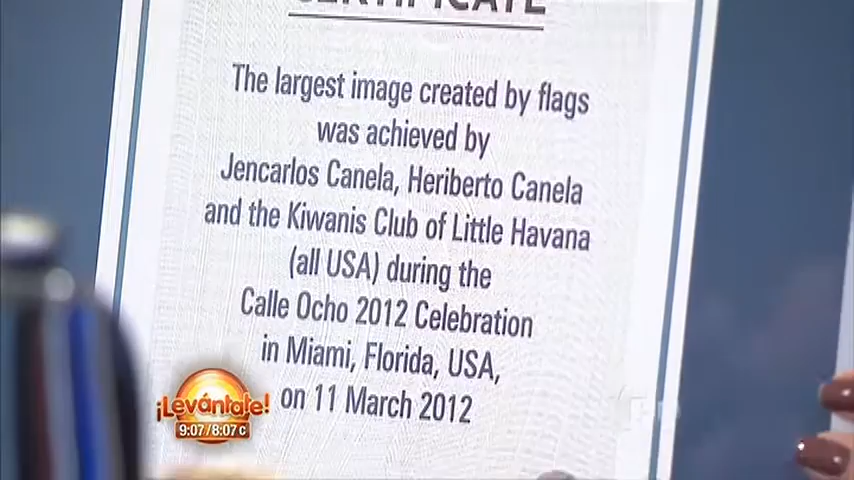 CERTIFICATE
The largest image created by flags
was achieved by
Jencarlos Canela, Heriberto Canela
and the Kiwanis Club of Little Havana
(all USA) during the
Calle Ocho 2012 Celebration
in Miami, Florida, USA,
on 11 March 2012
¡Levántate!
9:07/8:07 c